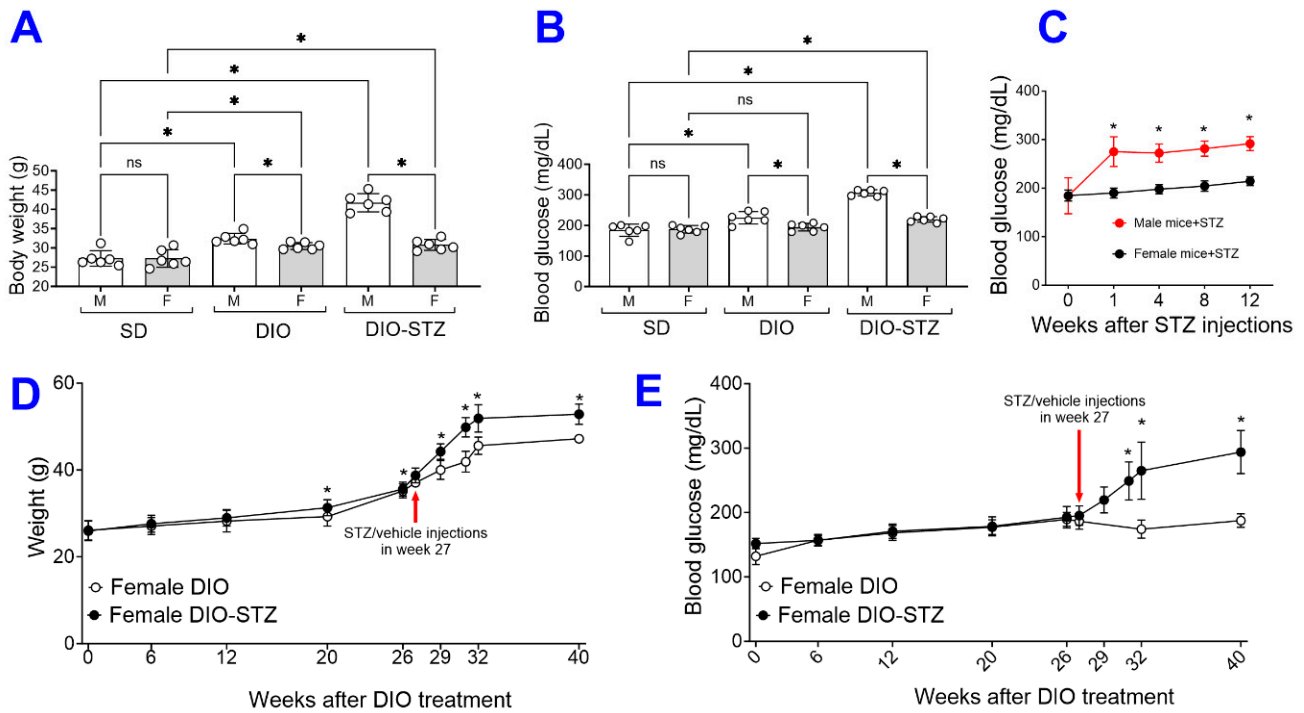 A
*
*
*
*
ns
*
*
Body weight (g)
50
45
40
35
30
25
20
M
F
M
F
M
F
SD
DIO
DIO-STZ
B
*
*
ns
*
ns
*
*
Blood glucose (mg/dL)
400
300
200
100
0
M
F
M
F
M
F
SD
DIO
DIO-STZ
C
Blood glucose (mg/dL)
400
300
200
100
0
* * * *
Male mice+STZ
Female mice+STZ
0 1 4 8 12
Weeks after STZ injections
D
Weight (g)
60
40
20
0
* * * * * *
STZ/vehicle injections
in week 27
Female DIO
Female DIO-STZ
0 6 12 20 26 29 32 40
Weeks after DIO treatment
E
Blood glucose (mg/dL)
400
300
200
100
0
STZ/vehicle injections
in week 27
* * *
Female DIO
Female DIO-STZ
0 6 12 20 26 29 32 40
Weeks after DIO treatment